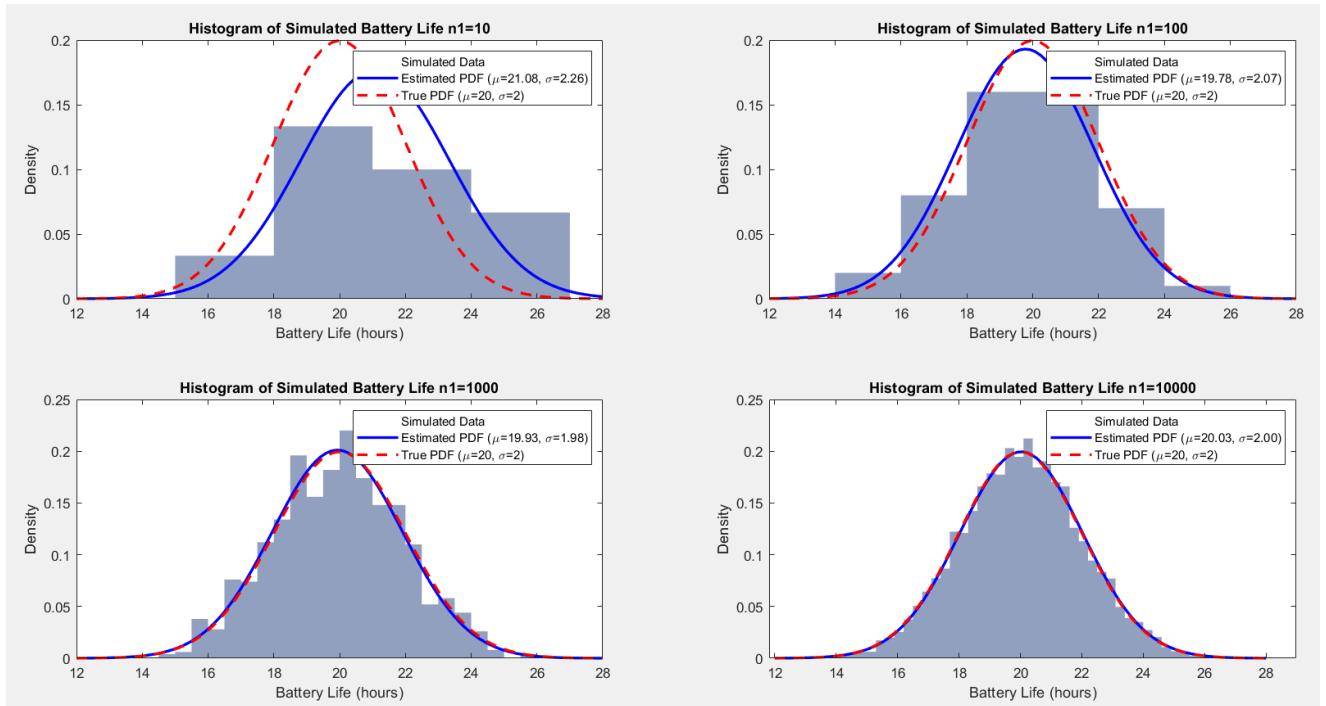 Histogram of Simulated Battery Life n1=10
0.2
0.15
0.1
0.05
0
Density
Simulated Data
Estimated PDF (μ=21.08, σ=2.26)
True PDF (μ=20, σ=2)
12 14 16 18 20 22 24 26 28
Battery Life (hours)
Histogram of Simulated Battery Life n1=100
0.2
0.15
0.1
0.05
0
Density
Simulated Data
Estimated PDF (μ=19.78, σ=2.07)
True PDF (μ=20, σ=2)
12 14 16 18 20 22 24 26 28
Battery Life (hours)
Histogram of Simulated Battery Life n1=1000
0.25
0.2
0.15
0.1
0.05
0
Density
Simulated Data
Estimated PDF (μ=19.93, σ=1.98)
True PDF (μ=20, σ=2)
12 14 16 18 20 22 24 26 28
Battery Life (hours)
Histogram of Simulated Battery Life n1=10000
0.25
0.2
0.15
0.1
0.05
0
Density
Simulated Data
Estimated PDF (μ=20.03, σ=2.00)
True PDF (μ=20, σ=2)
12 14 16 18 20 22 24 26 28
Battery Life (hours)